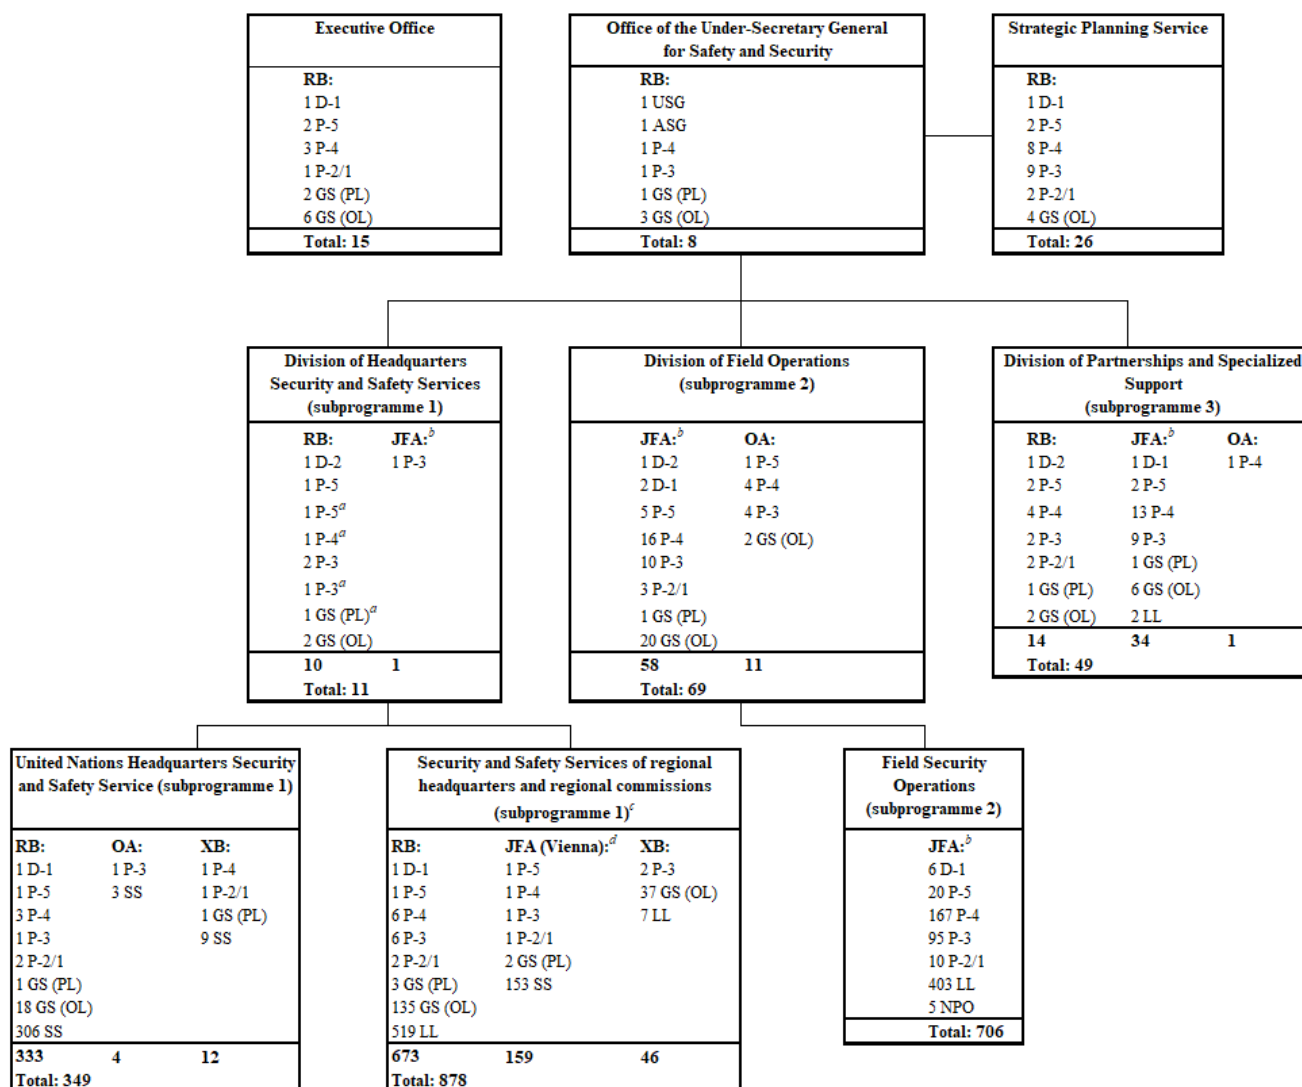 Executive Office
RB:
1 D-1
2 P-5
3 P-4
1 P-2/1
2 GS (PL)
6 GS (OL)
Total: 15
Office of the Under-Secretary General
for Safety and Security
RB:
1 USG
1 ASG
1 P-4
1 P-3
1 GS (PL)
3 GS (OL)
Total: 8
Strategic Planning Service
RB:
1 D-1
2 P-5
8 P-4
9 P-3
2 P-2/1
4 GS (OL)
Total: 26
Division of Headquarters
Security and Safety Services
(subprogramme 1)
RB: JFA:b
1 D-2 1 P-3
1 P-5
1 P-5a
1 P-4a
2 P-3
1 P-3a
1 GS (PL)a
2 GS (OL)
10 1
Total: 11
Division of Field Operations
(subprogramme 2)
JFA:b OA:
1 D-2 1 P-5
2 D-1 4 P-4
5 P-5 4 P-3
16 P-4 2 GS (OL)
10 P-3
3 P-2/1
1 GS (PL)
20 GS (OL)
58 11
Total: 69
Division of Partnerships and Specialized
Support
(subprogramme 3)
RB: JFA:b OA:
1 D-2 1 D-1 1 P-4
2 P-5 2 P-5
4 P-4 13 P-4
2 P-3 9 P-3
2 P-2/1 1 GS (PL)
1 GS (PL) 6 GS (OL)
2 GS (OL) 2 LL
14 34 1
Total: 49
United Nations Headquarters Security
and Safety Service (subprogramme 1)
RB: OA: XB:
1 D-1 1 P-3 1 P-4
1 P-5 3 SS 1 P-2/1
3 P-4 1 GS (PL)
1 P-3 9 SS
2 P-2/1
1 GS (PL)
18 GS (OL)
306 SS
333 4 12
Total: 349
Security and Safety Services of regional
headquarters and regional commissions
(subprogramme 1)c
RB: JFA (Vienna):d XB:
1 D-1 1 P-5 2 P-3
1 P-5 1 P-4 37 GS (OL)
6 P-4 1 P-3 7 LL
6 P-3 1 P-2/1
2 P-2/1 2 GS (PL)
3 GS (PL) 153 SS
135 GS (OL)
519 LL
673 159 46
Total: 878
Field Security
Operations
(subprogramme 2)
JFA:b
6 D-1
20 P-5
167 P-4
95 P-3
10 P-2/1
403 LL
5 NPO
Total: 706